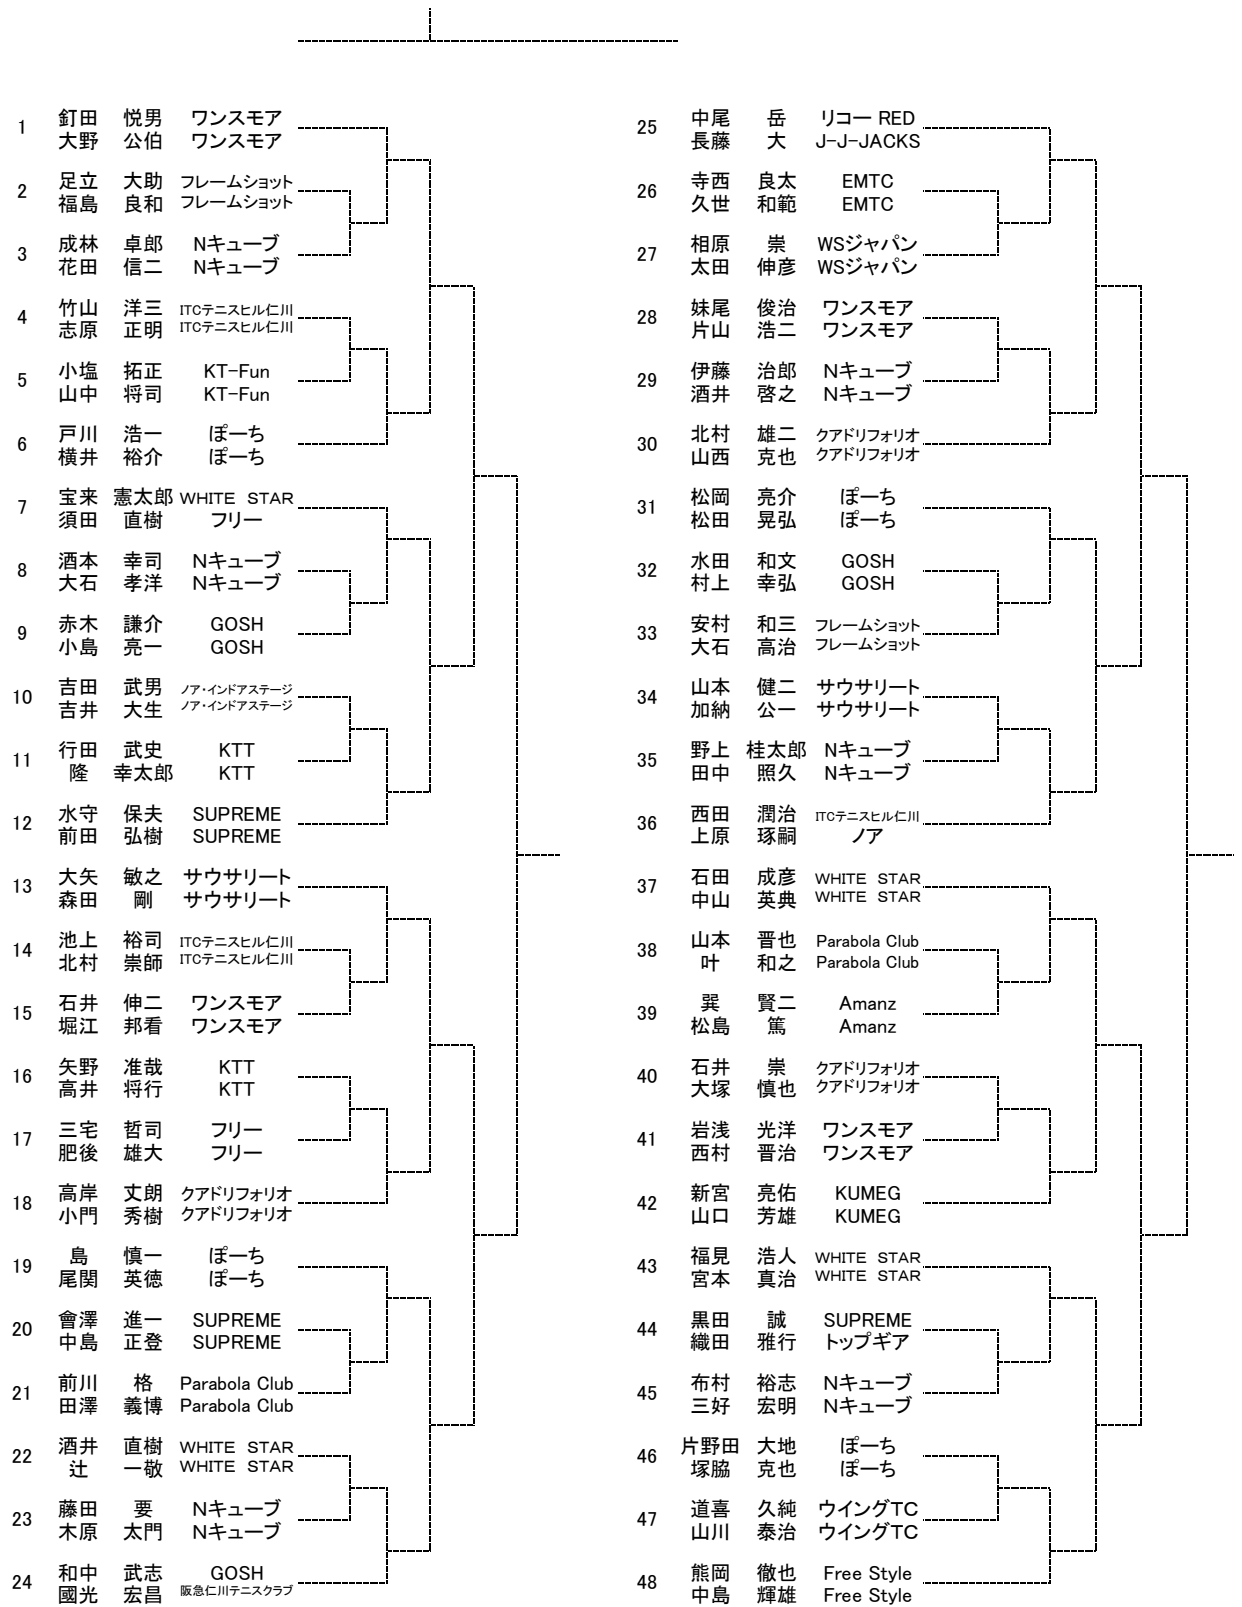 1 釘田 悦男 ワンスモア
大野 公伯 ワンスモア
2 足立 大助 フレームショット
福島 良和 フレームショット
3 成林 卓郎 Nキューブ
花田 信二 Nキューブ
4 竹山 洋三 ITCテニスヒル仁川
志原 正明 ITCテニスヒル仁川
5 小塩 拓正 KT-Fun
山中 将司 KT-Fun
6 戸川 浩一 ぽーち
横井 裕介 ぽーち
7 宝来 憲太郎 WHITE STAR
須田 直樹 フリー
8 酒本 幸司 Nキューブ
大石 孝洋 Nキューブ
9 赤木 謙介 GOSH
小島 亮一 GOSH
10 吉田 武男 ノア・インドアステージ
吉井 大生 ノア・インドアステージ
11 行田 武史 KTT
隆 幸太郎 KTT
12 水守 保夫 SUPREME
前田 弘樹 SUPREME
13 大矢 敏之 サウサリート
森田 剛 サウサリート
14 池上 裕司 ITCテニスヒル仁川
北村 崇師 ITCテニスヒル仁川
15 石井 伸二 ワンスモア
堀江 邦看 ワンスモア
16 矢野 准哉 KTT
高井 将行 KTT
17 三宅 哲司 フリー
肥後 雄大 フリー
18 高岸 丈朗 クアドリフォリオ
小門 秀樹 クアドリフォリオ
19 島 慎一 ぽーち
尾関 英徳 ぽーち
20 會澤 進一 SUPREME
中島 正登 SUPREME
21 前川 格 Parabola Club
田澤 義博 Parabola Club
22 酒井 直樹 WHITE STAR
辻 一敬 WHITE STAR
23 藤田 要 Nキューブ
木原 太門 Nキューブ
24 和中 武志 GOSH
國光 宏昌 阪急仁川テニスクラブ
25 中尾 岳 リコー RED
長藤 大 J-J-JACKS
26 寺西 良太 EMTC
久世 和範 EMTC
27 相原 崇 WSジャパン
太田 伸彦 WSジャパン
28 妹尾 俊治 ワンスモア
片山 浩二 ワンスモア
29 伊藤 治郎 Nキューブ
酒井 啓之 Nキューブ
30 北村 雄二 クアドリフォリオ
山西 克也 クアドリフォリオ
31 松岡 亮介 ぽーち
松田 晃弘 ぽーち
32 水田 和文 GOSH
村上 幸弘 GOSH
33 安村 和三 フレームショット
大石 高治 フレームショット
34 山本 健二 サウサリート
加納 公一 サウサリート
35 野上 桂太郎 Nキューブ
田中 照久 Nキューブ
36 西田 潤治 ITCテニスヒル仁川
上原 琢嗣 ノア
37 石田 成彦 WHITE STAR
中山 英典 WHITE STAR
38 山本 晋也 Parabola Club
叶 和之 Parabola Club
39 巽 賢二 Amanz
松島 篤 Amanz
40 石井 崇 クアドリフォリオ
大塚 慎也 クアドリフォリオ
41 岩浅 光洋 ワンスモア
西村 晋治 ワンスモア
42 新宮 亮佑 KUMEG
山口 芳雄 KUMEG
43 福見 浩人 WHITE STAR
宮本 真治 WHITE STAR
44 黒田 誠 SUPREME
織田 雅行 トップギア
45 布村 裕志 Nキューブ
三好 宏明 Nキューブ
46 片野田 大地 ぽーち
塚脇 克也 ぽーち
47 道喜 久純 ウイングTC
山川 泰治 ウイングTC
48 熊岡 徹也 Free Style
中島 輝雄 Free Style